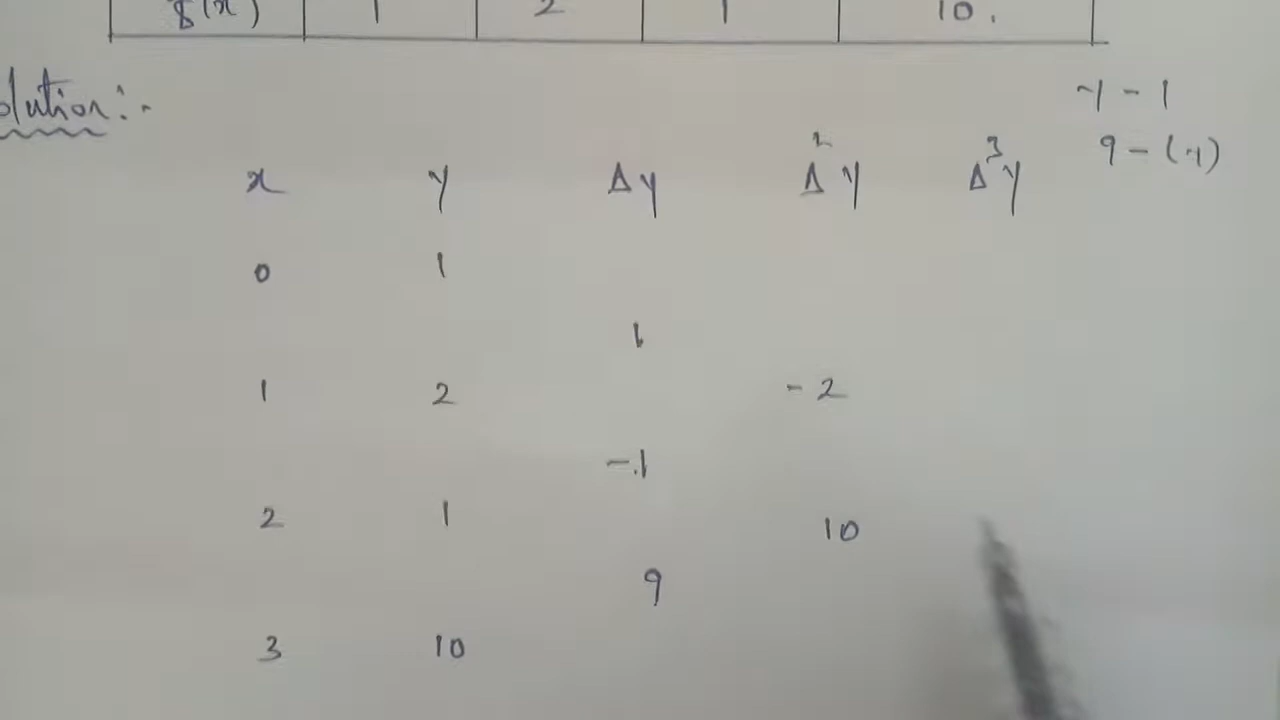 f(x) 1 2 1 10.
olution:-
-1 - 1
9 - (-1)
x y Δy Δ²y Δ³y
0 1
1
1 2 -2
-1
2 1 10
9
3 10